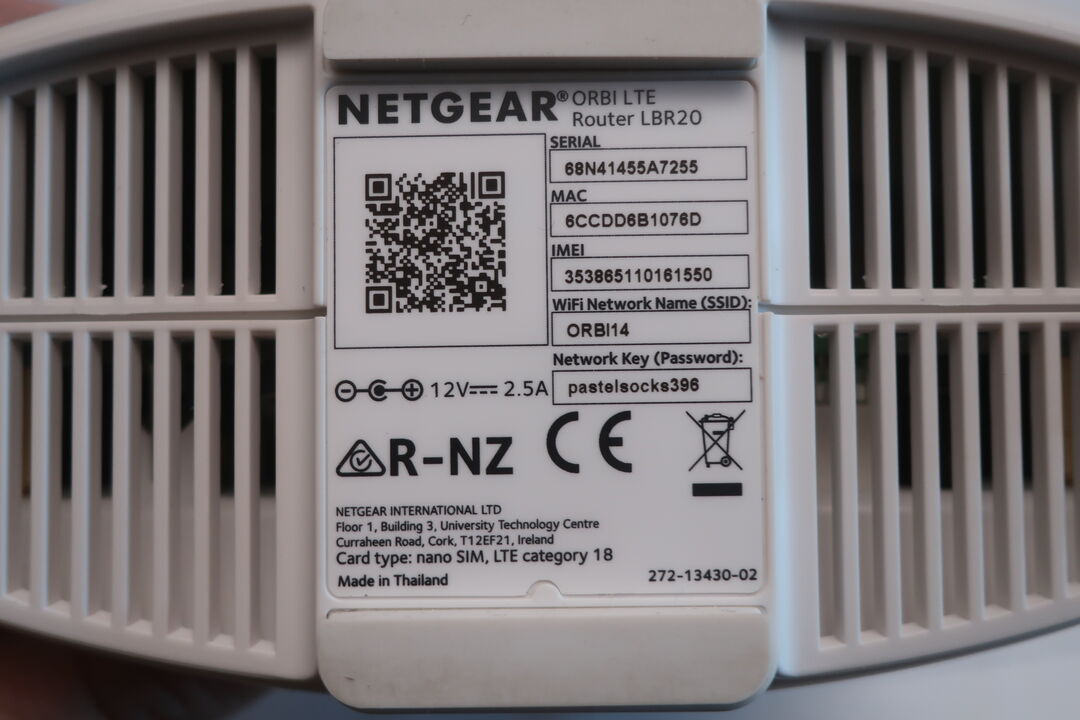 NETGEAR® ORBI LTE
Router LBR20
SERIAL
68N41455A7255
MAC
6CCDD6B1076D
IMEI
353865110161550
WiFi Network Name (SSID):
ORBI14
Network Key (Password):
pastelsocks396
12V⎓2.5A
R-NZ CE
NETGEAR INTERNATIONAL LTD
Floor 1, Building 3, University Technology Centre
Curraheen Road, Cork, T12EF21, Ireland
Card type: nano SIM, LTE category 18
Made in Thailand
272-13430-02